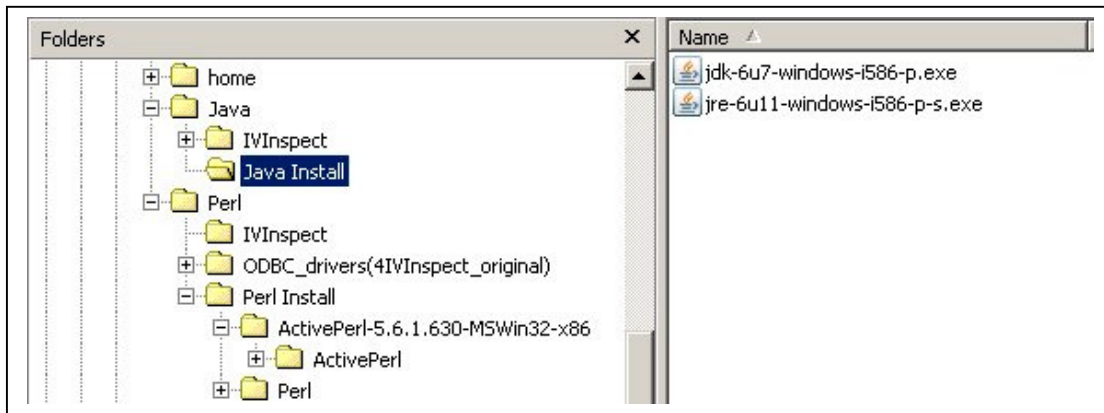 Folders
home
Java
IVInspect
Java Install
Perl
IVInspect
ODBC_drivers(4IVInspect_original)
Perl Install
ActivePerl-5.6.1.630-MSWin32-x86
ActivePerl
Perl
Name
jdk-6u7-windows-i586-p.exe
jre-6u11-windows-i586-p-s.exe